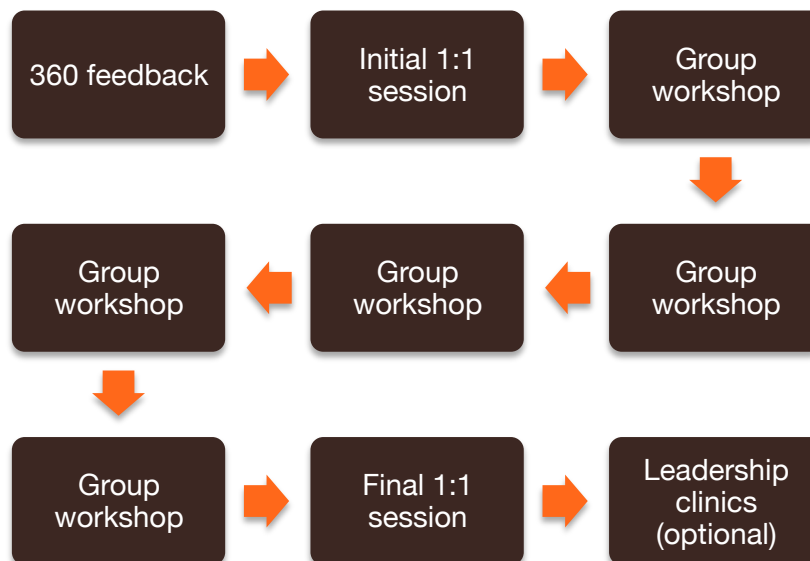 360 feedback
Initial 1:1
session
Group
workshop
Group
workshop
Group
workshop
Group
workshop
Group
workshop
Final 1:1
session
Leadership
clinics
(optional)